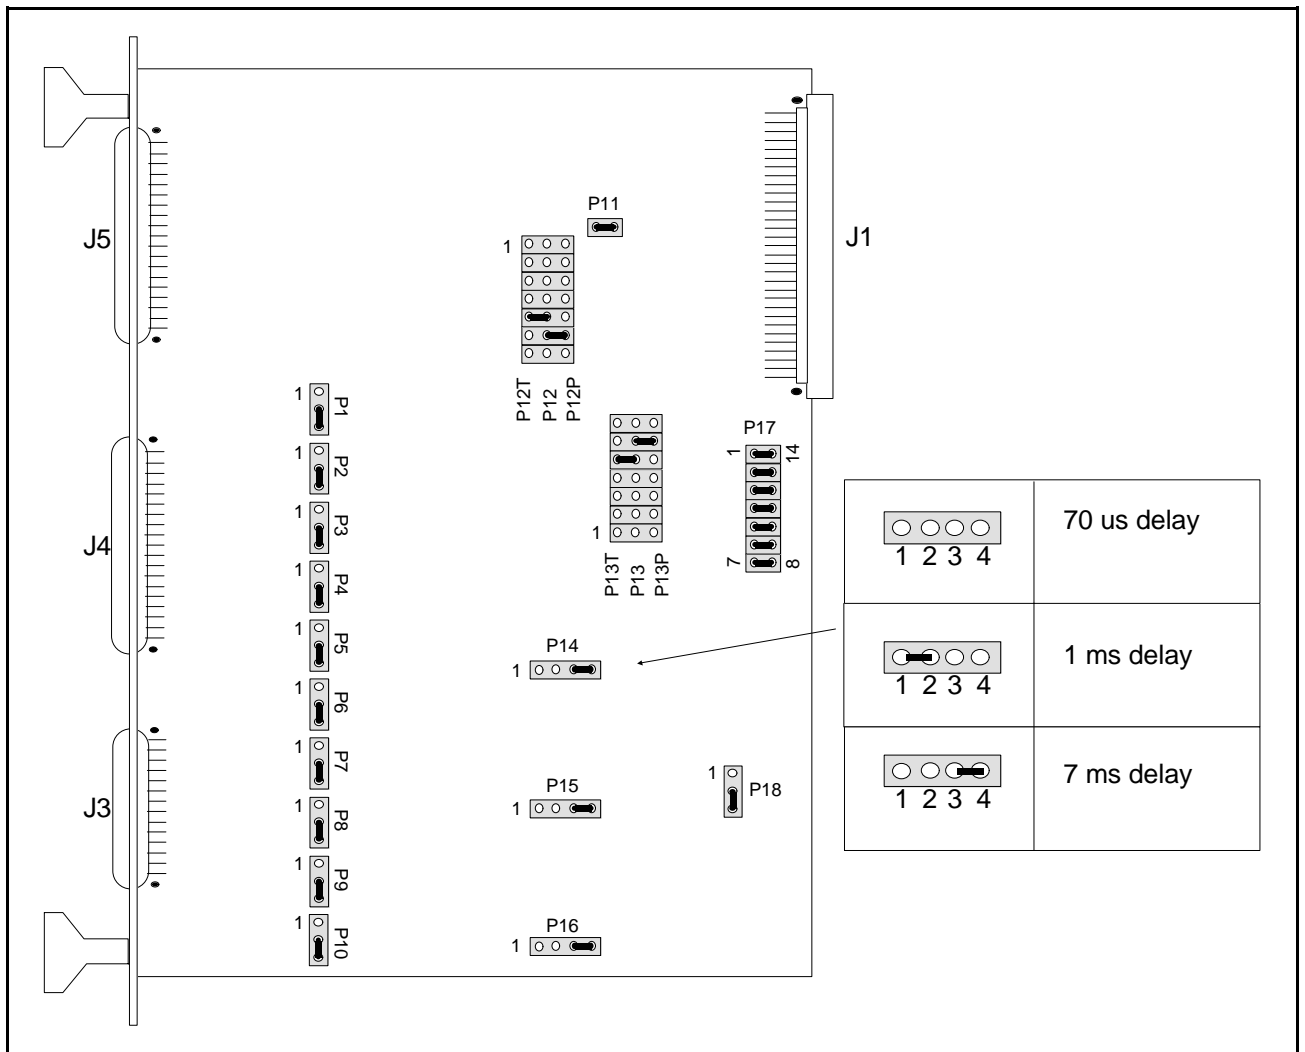 P11
J5
1
J1
P12T P12 P12P
1 P1
P17
1 14
1 P2
1 P3
70 us delay
1 2 3 4
1
J4
7 8
P13T P13 P13P
1 P4
1 P5
P14
1
1 ms delay
1 2 3 4
1 P6
1 P7
1 P18
P15
1
7 ms delay
1 2 3 4
J3
1 P8
1 P9
1 P10
P16
1